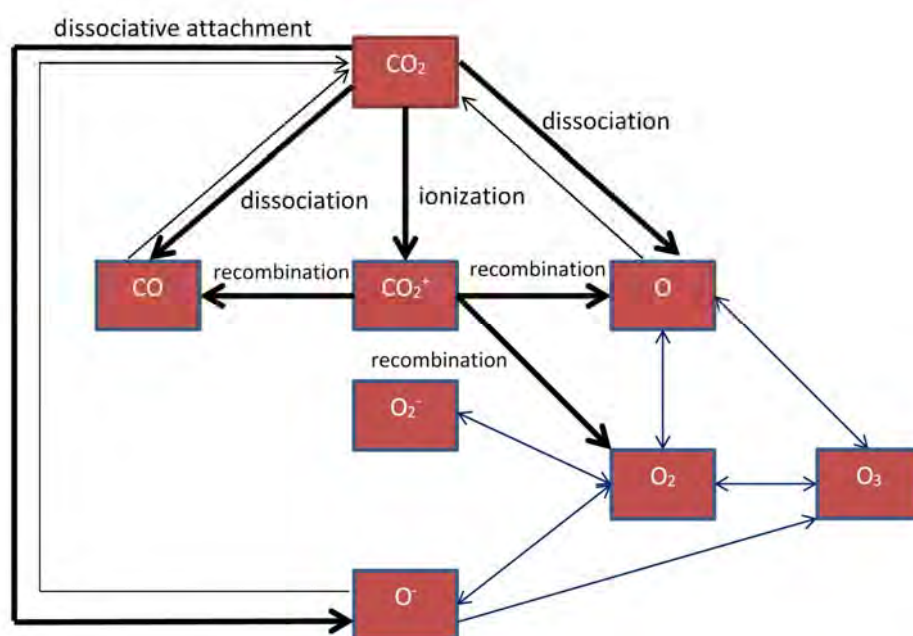 dissociative attachment
CO₂
dissociation
dissociation
ionization
recombination
recombination
CO
CO₂⁺
O
recombination
O₂⁻
O₂
O₃
O⁻